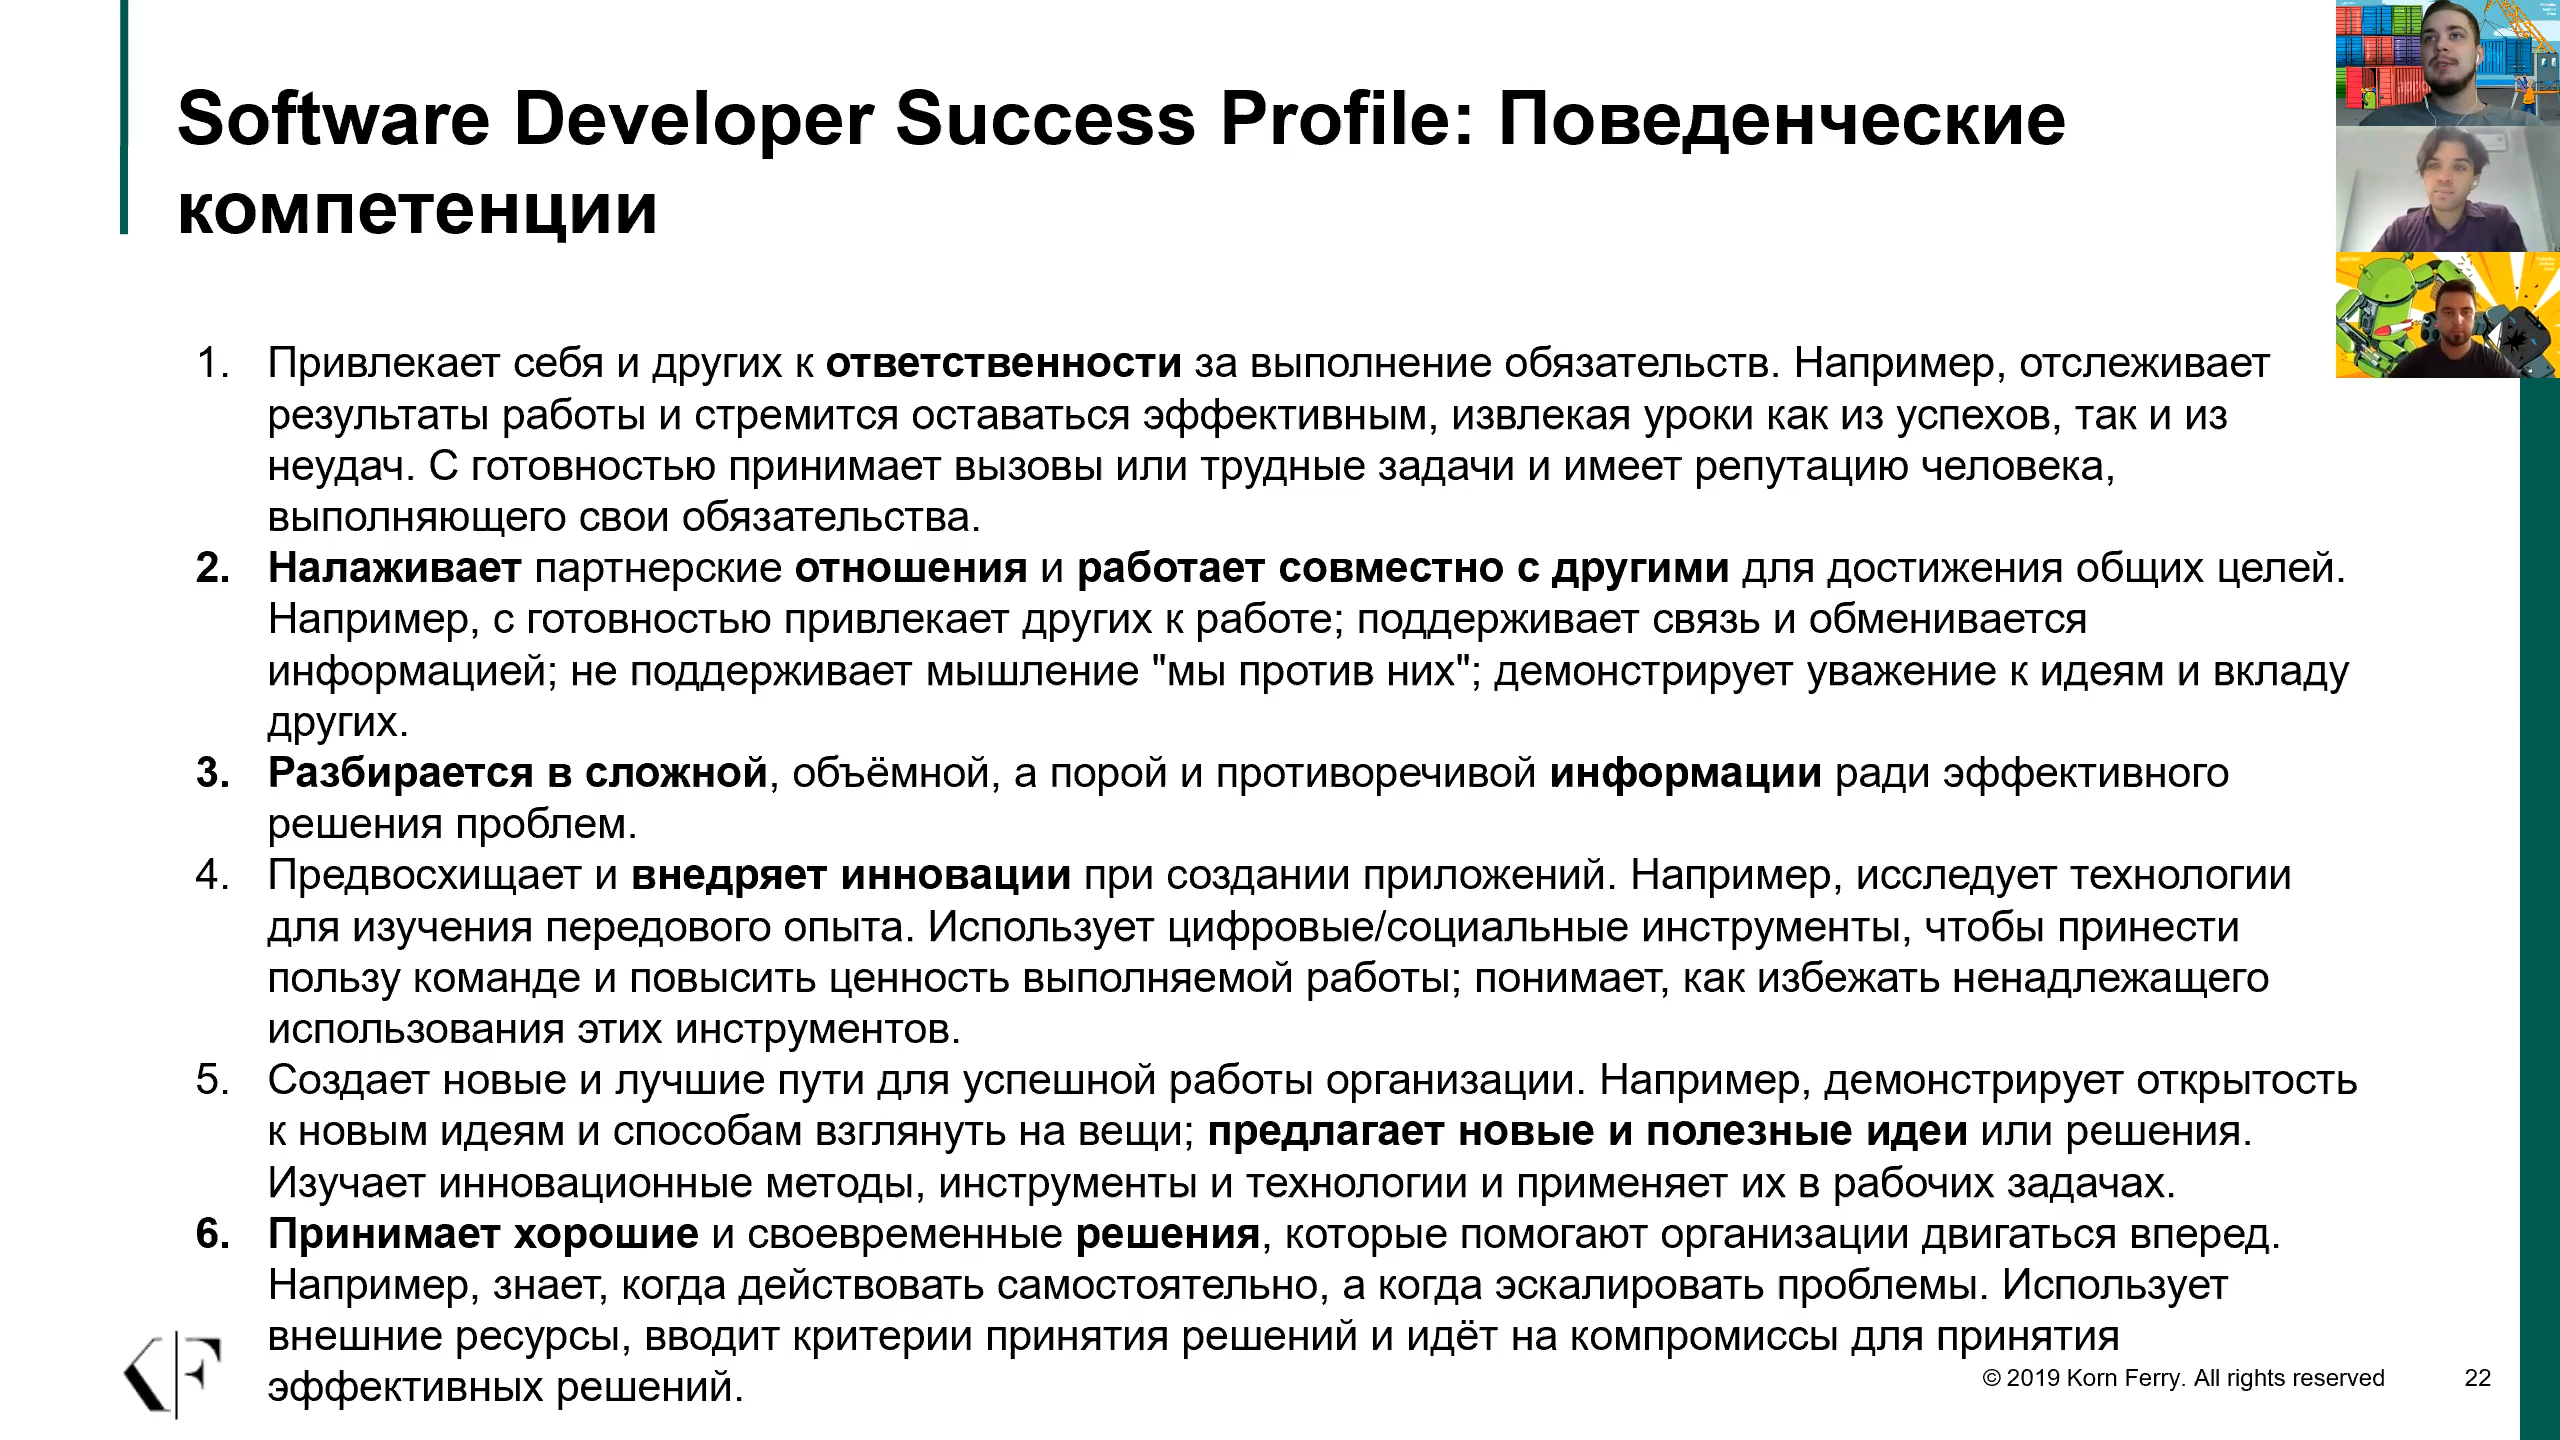 Software Developer Success Profile: Поведенческие
компетенции
1. Привлекает себя и других к ответственности за выполнение обязательств. Например, отслеживает
результаты работы и стремится оставаться эффективным, извлекая уроки как из успехов, так и из
неудач. С готовностью принимает вызовы или трудные задачи и имеет репутацию человека,
выполняющего свои обязательства.
2. Налаживает партнерские отношения и работает совместно с другими для достижения общих целей.
Например, с готовностью привлекает других к работе; поддерживает связь и обменивается
информацией; не поддерживает мышление "мы против них"; демонстрирует уважение к идеям и вкладу
других.
3. Разбирается в сложной, объёмной, а порой и противоречивой информации ради эффективного
решения проблем.
4. Предвосхищает и внедряет инновации при создании приложений. Например, исследует технологии
для изучения передового опыта. Использует цифровые/социальные инструменты, чтобы принести
пользу команде и повысить ценность выполняемой работы; понимает, как избежать ненадлежащего
использования этих инструментов.
5. Создает новые и лучшие пути для успешной работы организации. Например, демонстрирует открытость
к новым идеям и способам взглянуть на вещи; предлагает новые и полезные идеи или решения.
Изучает инновационные методы, инструменты и технологии и применяет их в рабочих задачах.
6. Принимает хорошие и своевременные решения, которые помогают организации двигаться вперед.
Например, знает, когда действовать самостоятельно, а когда эскалировать проблемы. Использует
внешние ресурсы, вводит критерии принятия решений и идёт на компромиссы для принятия
эффективных решений.
KF
© 2019 Korn Ferry. All rights reserved 22